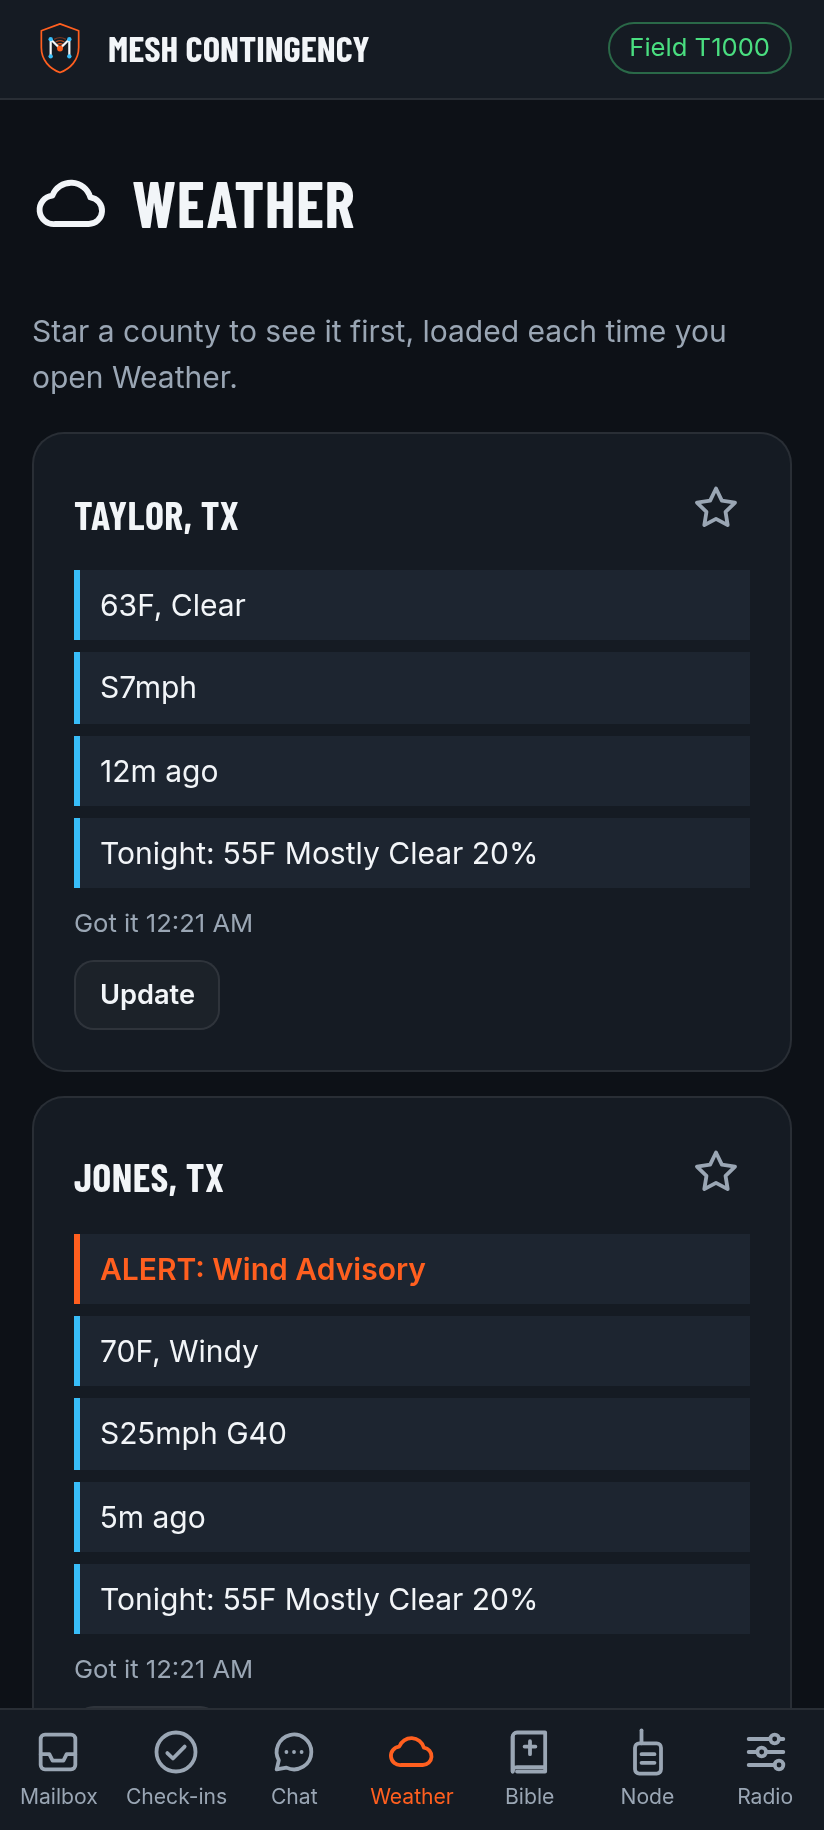 MESH CONTINGENCY
Field T1000
WEATHER
Star a county to see it first, loaded each time you
open Weather.
TAYLOR, TX
63F, Clear
S7mph
12m ago
Tonight: 55F Mostly Clear 20%
Got it 12:21 AM
Update
JONES, TX
ALERT: Wind Advisory
70F, Windy
S25mph G40
5m ago
Tonight: 55F Mostly Clear 20%
Got it 12:21 AM
Mailbox
Check-ins
Chat
Weather
Bible
Node
Radio